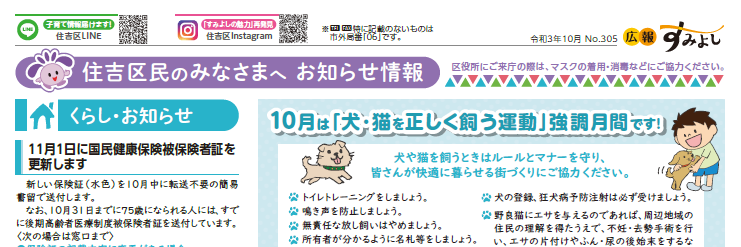 LINE
子育て情報届けます!
住吉区LINE
「すみよしの魅力」再発見
住吉区Instagram
※TEL FAX特に記載のないものは
市外局番「06」です。
令和3年10月 No.305
広報 すみよし
住吉区民のみなさまへ お知らせ情報
区役所にご来庁の際は、マスクの着用・消毒などにご協力ください。
くらし・お知らせ
11月1日に国民健康保険被保険者証を
更新します
新しい保険証(水色)を10月中に転送不要の簡易
書留で送付します。
なお、10月31日までに75歳になられる人には、すで
に後期高齢者医療制度被保険者証を送付しています。
〈次の場合は窓口まで〉
10月は「犬・猫を正しく飼う運動」強調月間です!
犬や猫を飼うときはルールとマナーを守り、
皆さんが快適に暮らせる街づくりにご協力ください。
トイレトレーニングをしましょう。
鳴き声を防止しましょう。
無責任な放し飼いはやめましょう。
所有者が分かるように名札等をしましょう。
犬の登録、狂犬病予防注射は必ず受けましょう。
野良猫にエサを与えるのであれば、周辺地域の
住民の理解を得たうえで、不妊・去勢手術を行
い、エサの片付けやふん・尿の後始末をするな